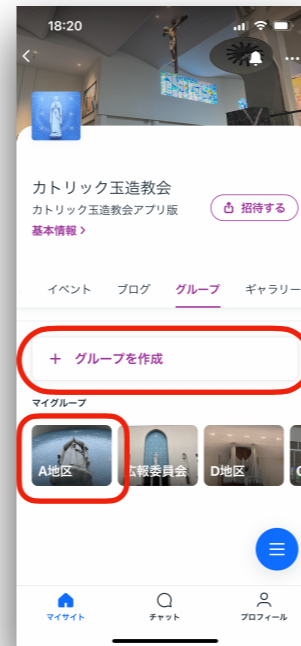 18:20
カトリック玉造教会
カトリック玉造教会アプリ版
招待する
基本情報 >
イベント ブログ グループ ギャラリー
+ グループを作成
マイグループ
A地区 広報委員会 D地区
マイサイト チャット プロフィール